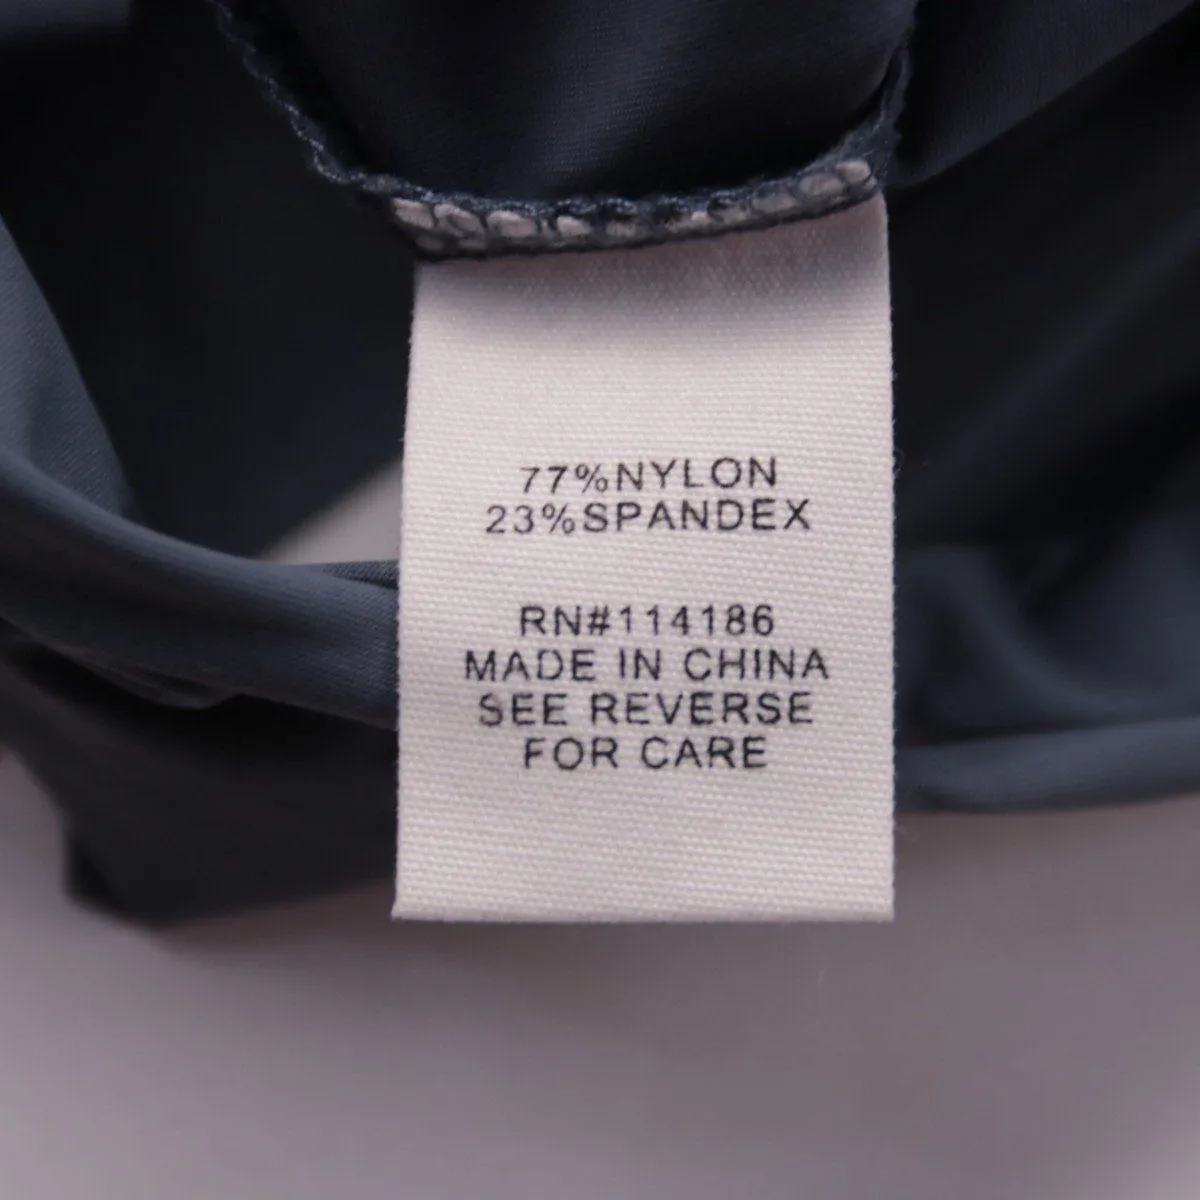 77%NYLON
23%SPANDEX
RN#114186
MADE IN CHINA
SEE REVERSE
FOR CARE